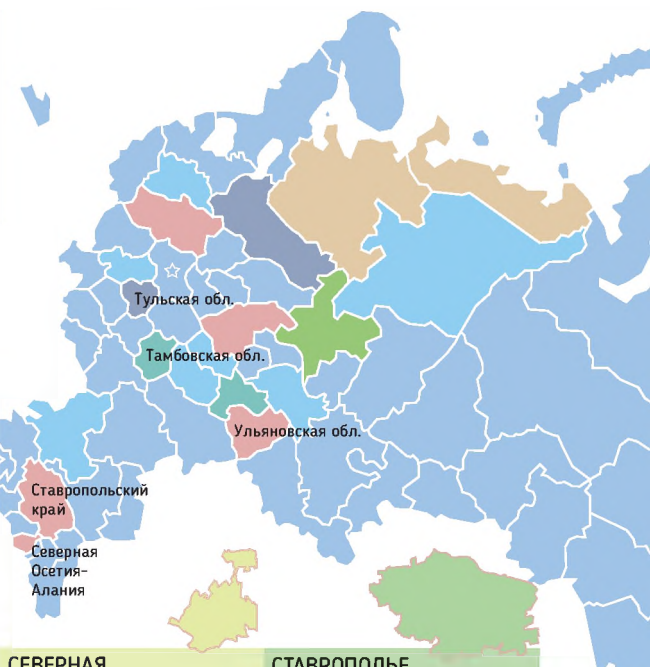 Тульская обл.
Тамбовская обл.
Ульяновская обл.
Ставропольский
край
Северная
Осетия-
Алания
СЕВЕРНАЯ
СТАВРОПОЛЬЕ